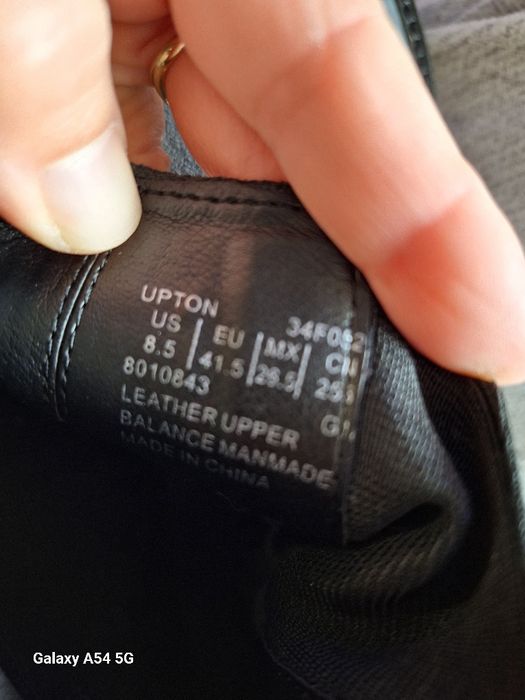 UPTON
US | EU | MX |
8.5 41.5 26.5
8010843
LEATHER UPPER
BALANCE MANMADE
MADE IN CHINA
Galaxy A54 5G